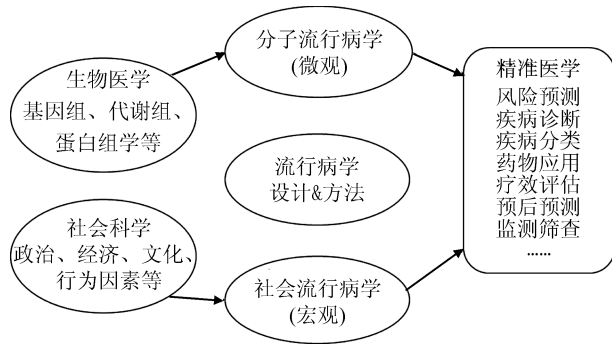 生物医学
基因组、代谢组、
蛋白组学等
社会科学
政治、经济、文化、
行为因素等
分子流行病学
(微观)
流行病学
设计&方法
社会流行病学
(宏观)
精准医学
风险预测
疾病诊断
疾病分类
药物应用
疗效评估
预后预测
监测筛查
……